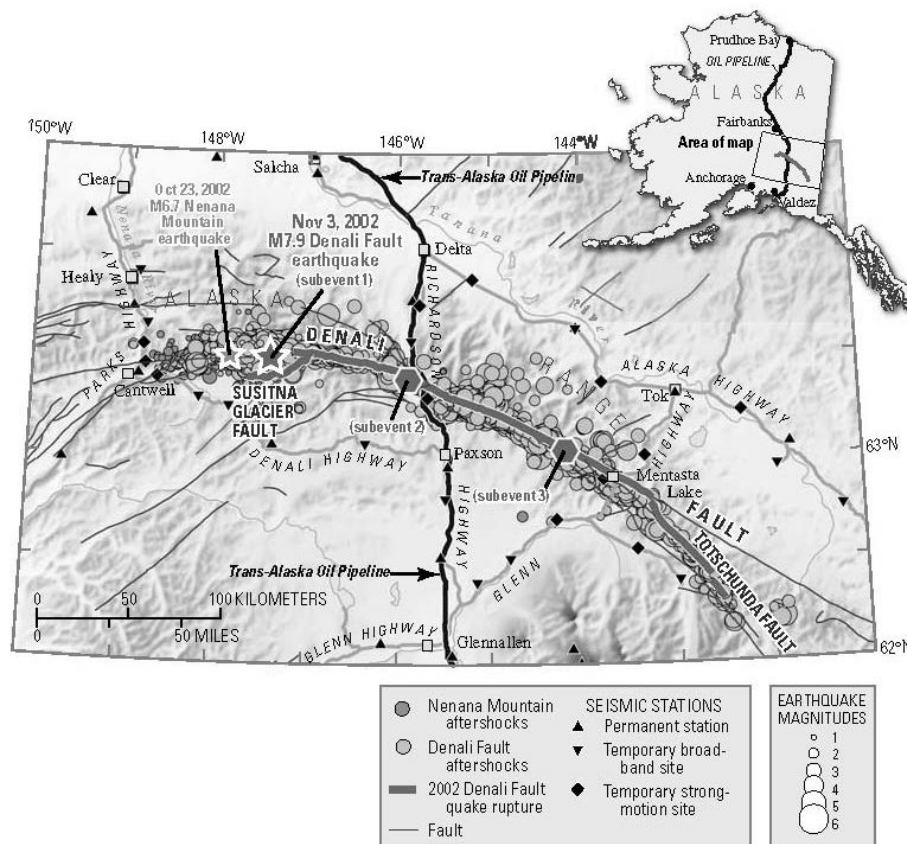 Prudhoe Bay
OIL PIPELINE
ALASKA
Fairbanks
Area of map
Anchorage
Valdez
150°W
148°W
146°W
144°W
Salcha
Clear
Trans-Alaska Oil Pipeline
Oct 23, 2002
M6.7 Nenana
Mountain
earthquake
Nov 3, 2002
M7.9 Denali Fault
earthquake
(subevent 1)
Nenana River
Tanana
River
Delta
Healy
ALASKA
RICHARDSON
DENALI
RANGE
ALASKA HIGHWAY
PARKS HIGHWAY
Cantwell
SUSITNA
GLACIER
FAULT
(subevent 2)
Tok
HIGHWAY
63°N
DENALI HIGHWAY
Paxson
(subevent 3)
Mentasta
Lake
HIGHWAY
FAULT
TOTSCHUNDA FAULT
Trans-Alaska Oil Pipeline
GLENN
0 50 100 KILOMETERS
0 50 MILES
GLENN HIGHWAY
Glennallen
62°N
Nenana Mountain
aftershocks
Denali Fault
aftershocks
2002 Denali Fault
quake rupture
Fault
SEISMIC STATIONS
Permanent station
Temporary broad-
band site
Temporary strong-
motion site
EARTHQUAKE
MAGNITUDES
1
2
3
4
5
6